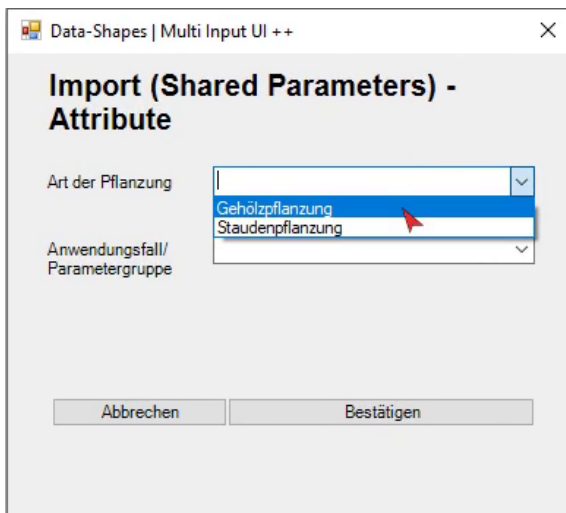 Data-Shapes | Multi Input UI ++
Import (Shared Parameters) -
Attribute
Art der Pflanzung
Gehölzpflanzung
Staudenpflanzung
Anwendungsfall/
Parametergruppe
Abbrechen
Bestätigen